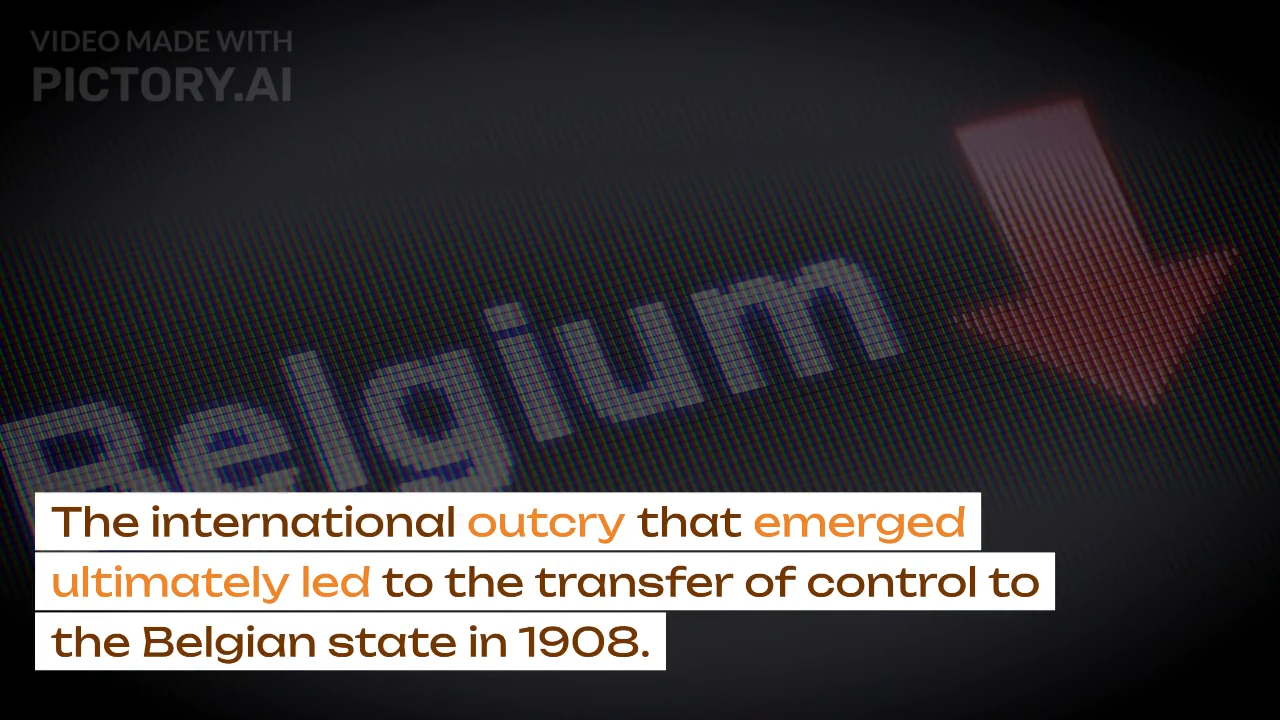 VIDEO MADE WITH
PICTORY.AI
Belgium
The international outcry that emerged
ultimately led to the transfer of control to
the Belgian state in 1908.